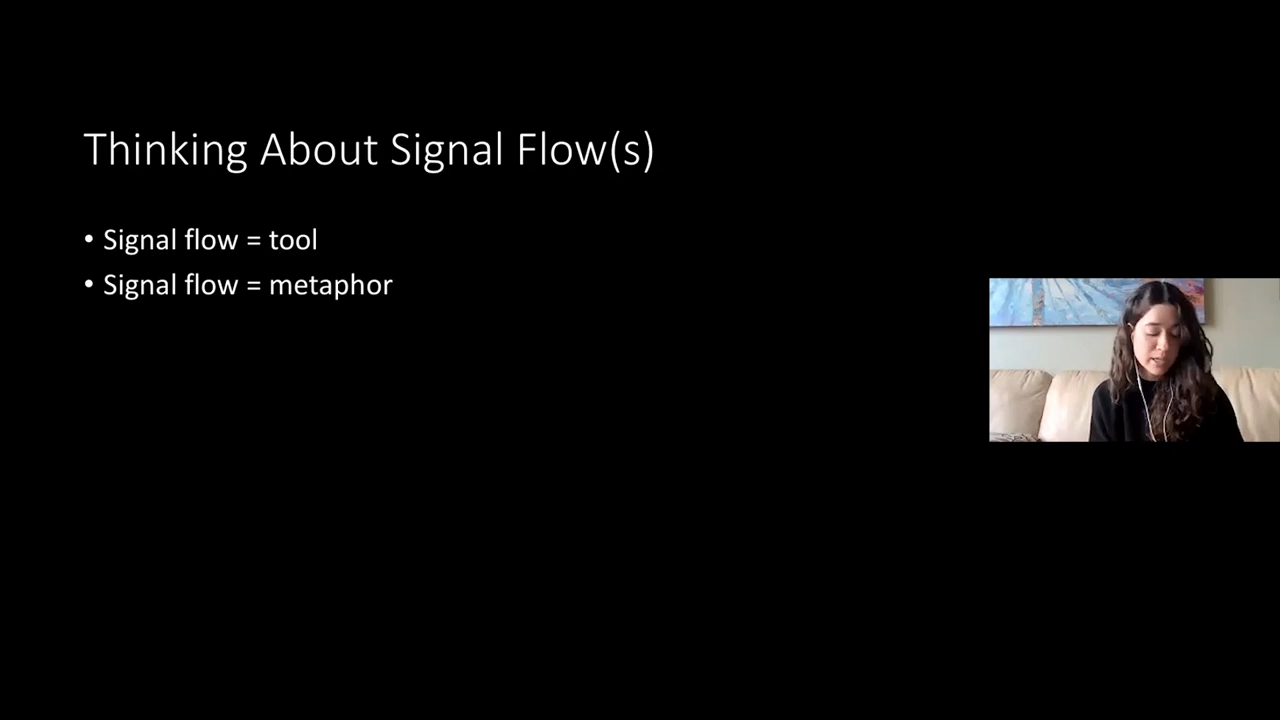 Thinking About Signal Flow(s)
• Signal flow = tool
• Signal flow = metaphor